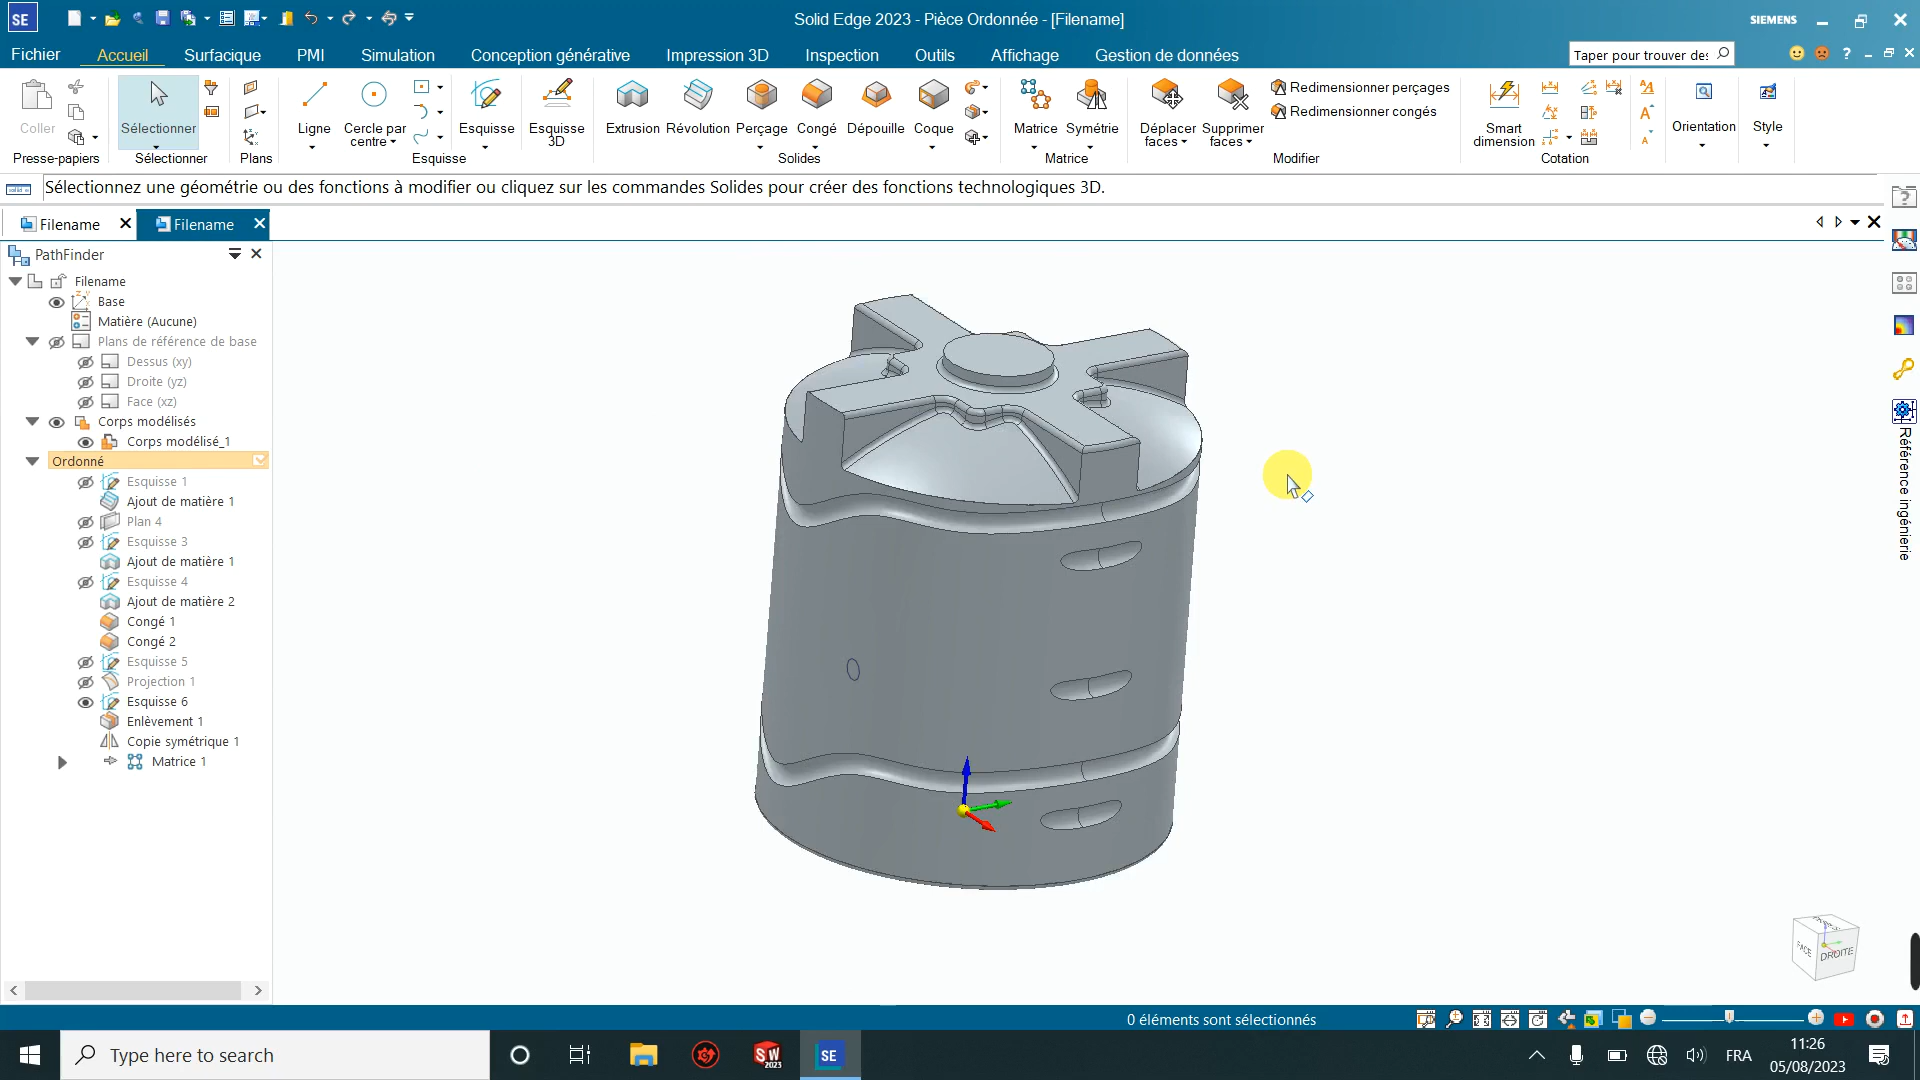 SE
Solid Edge 2023 - Pièce Ordonnée - [Filename]
SIEMENS
Fichier
Accueil
Surfacique
PMI
Simulation
Conception générative
Impression 3D
Inspection
Outils
Affichage
Gestion de données
Taper pour trouver des
Coller
Presse-papiers
Sélectionner
Sélectionner
Plans
Ligne
Cercle par centre
Esquisse
Esquisse 3D
Esquisse
Extrusion
Révolution
Perçage
Congé
Dépouille
Coque
Solides
Matrice
Symétrie
Matrice
Déplacer faces
Supprimer faces
Redimensionner perçages
Redimensionner congés
Modifier
Smart dimension
Cotation
Orientation
Style
Sélectionnez une géométrie ou des fonctions à modifier ou cliquez sur les commandes Solides pour créer des fonctions technologiques 3D.
Filename
Filename
PathFinder
Filename
Base
Matière (Aucune)
Plans de référence de base
Dessus (xy)
Droite (yz)
Face (xz)
Corps modélisés
Corps modélisé_1
Ordonné
Esquisse 1
Ajout de matière 1
Plan 4
Esquisse 3
Ajout de matière 1
Esquisse 4
Ajout de matière 2
Congé 1
Congé 2
Esquisse 5
Projection 1
Esquisse 6
Enlèvement 1
Copie symétrique 1
Matrice 1
Référence ingénierie
FACE
DROITE
0 éléments sont sélectionnés
Type here to search
SW
2023
SE
FRA
11:26
05/08/2023